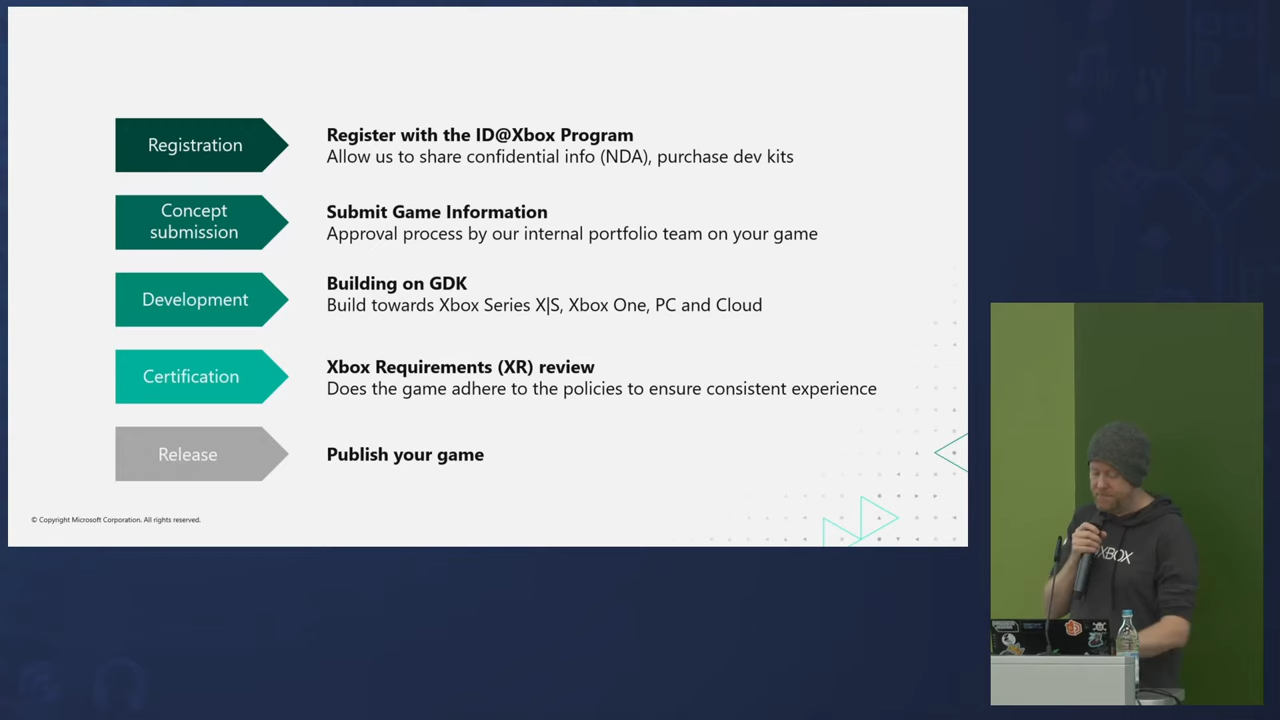 Registration
Register with the ID@Xbox Program
Allow us to share confidential info (NDA), purchase dev kits
Concept
submission
Submit Game Information
Approval process by our internal portfolio team on your game
Development
Building on GDK
Build towards Xbox Series X|S, Xbox One, PC and Cloud
Certification
Xbox Requirements (XR) review
Does the game adhere to the policies to ensure consistent experience
Release
Publish your game
© Copyright Microsoft Corporation. All rights reserved.
XBOX